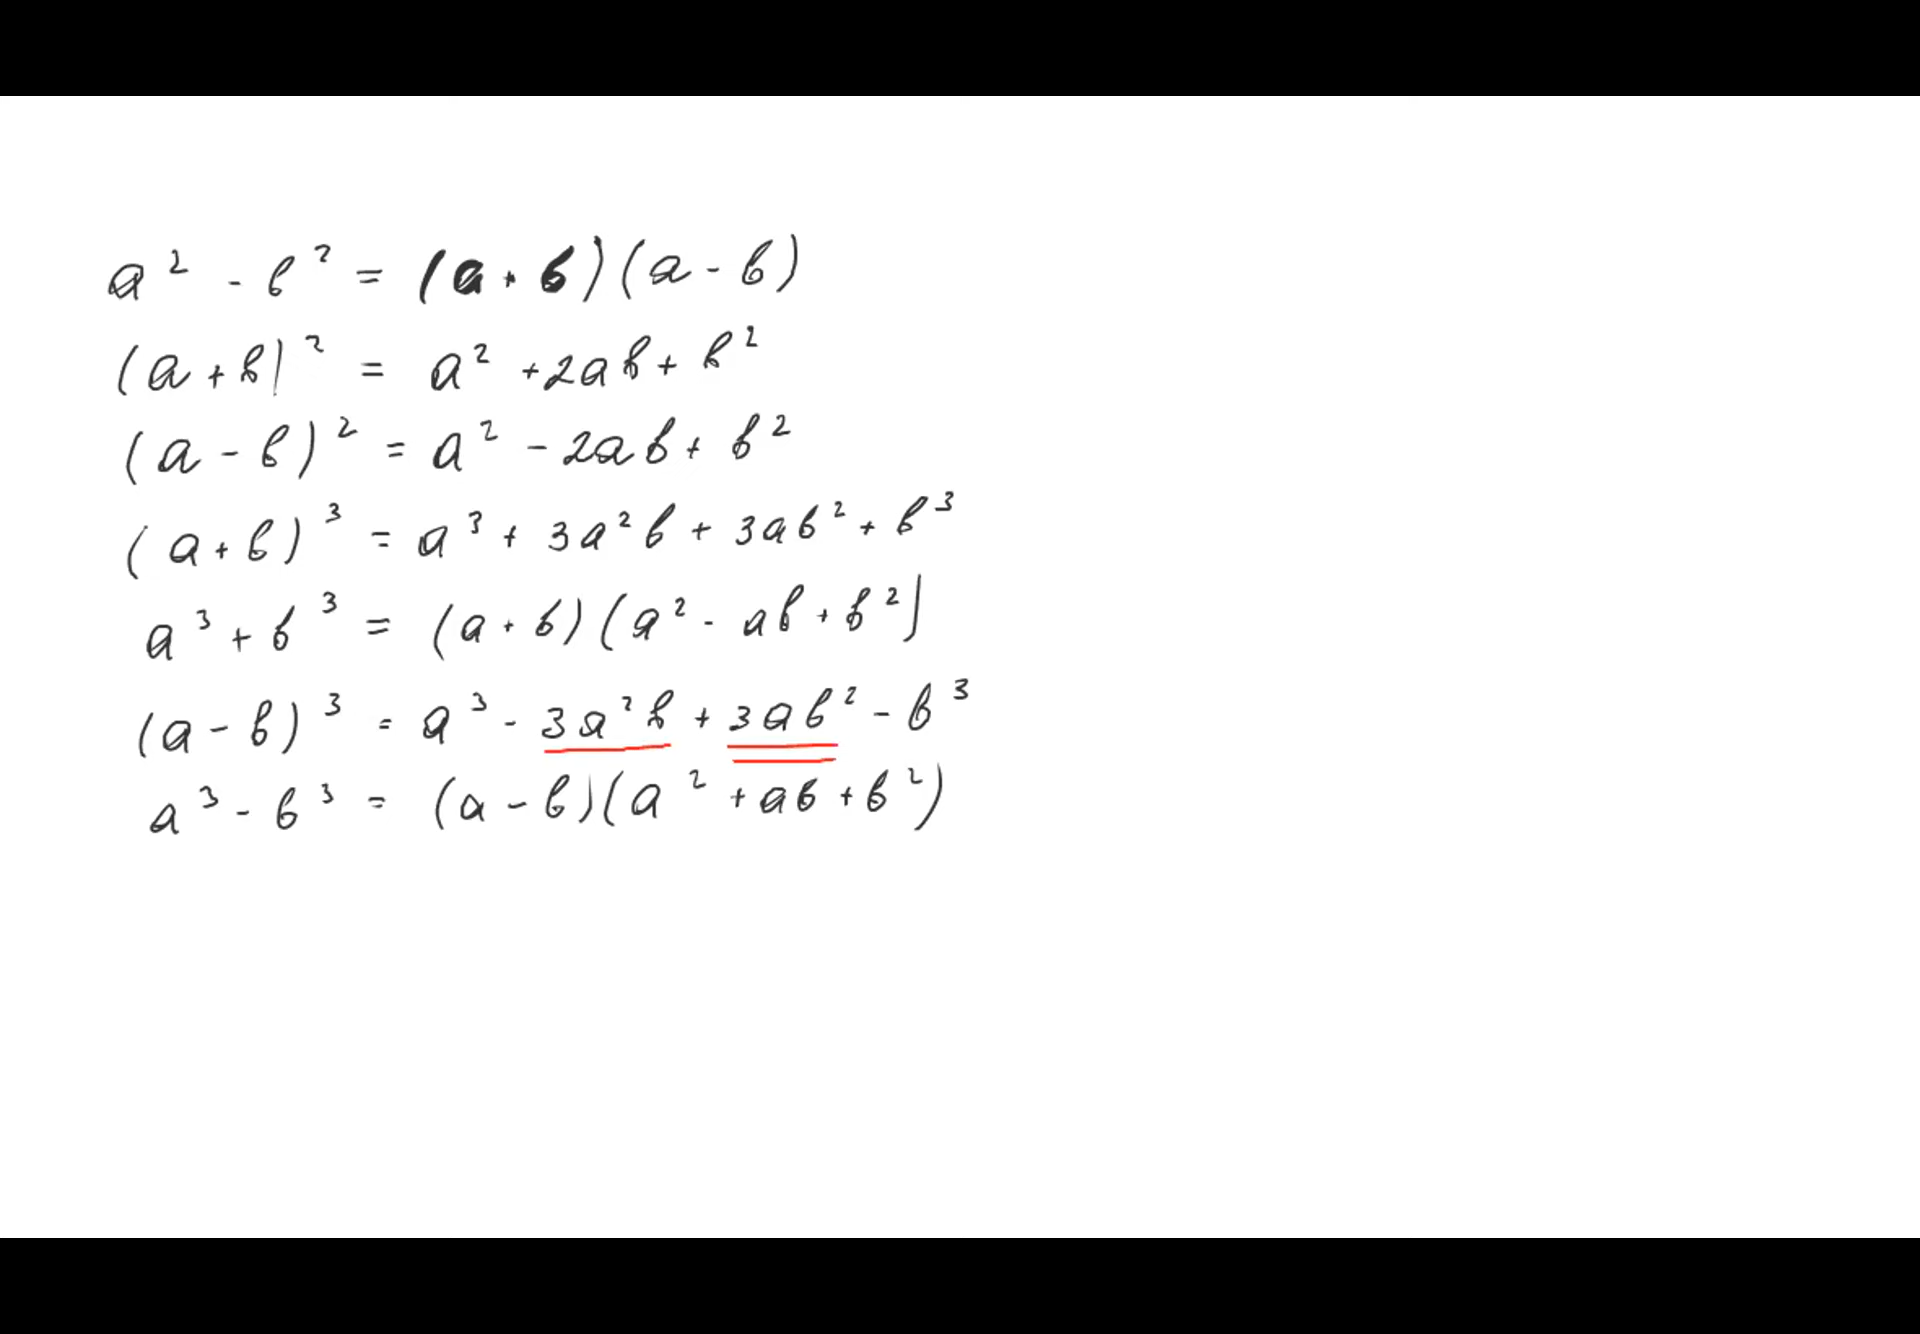 a² - b² = (a + b)(a - b)
(a + b)² = a² + 2ab + b²
(a - b)² = a² - 2ab + b²
(a + b)³ = a³ + 3a²b + 3ab² + b³
a³ + b³ = (a + b)(a² - ab + b²)
(a - b)³ = a³ - 3a²b + 3ab² - b³
a³ - b³ = (a - b)(a² + ab + b²)